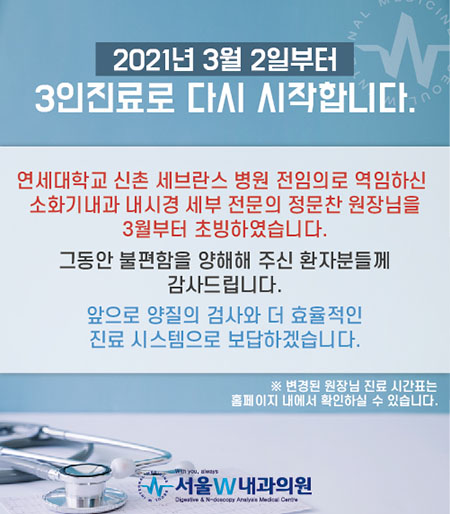 2021년 3월 2일부터
3인진료로 다시 시작합니다.
연세대학교 신촌 세브란스 병원 전임의로 역임하신
소화기내과 내시경 세부 전문의 정문찬 원장님을
3월부터 초빙하였습니다.
그동안 불편함을 양해해 주신 환자분들께
감사드립니다.
앞으로 양질의 검사와 더 효율적인
진료 시스템으로 보답하겠습니다.
※ 변경된 원장님 진료 시간표는
홈페이지 내에서 확인하실 수 있습니다.
With you, always
서울W내과의원
Digestive & N-doscopy Analysis Medical Centre